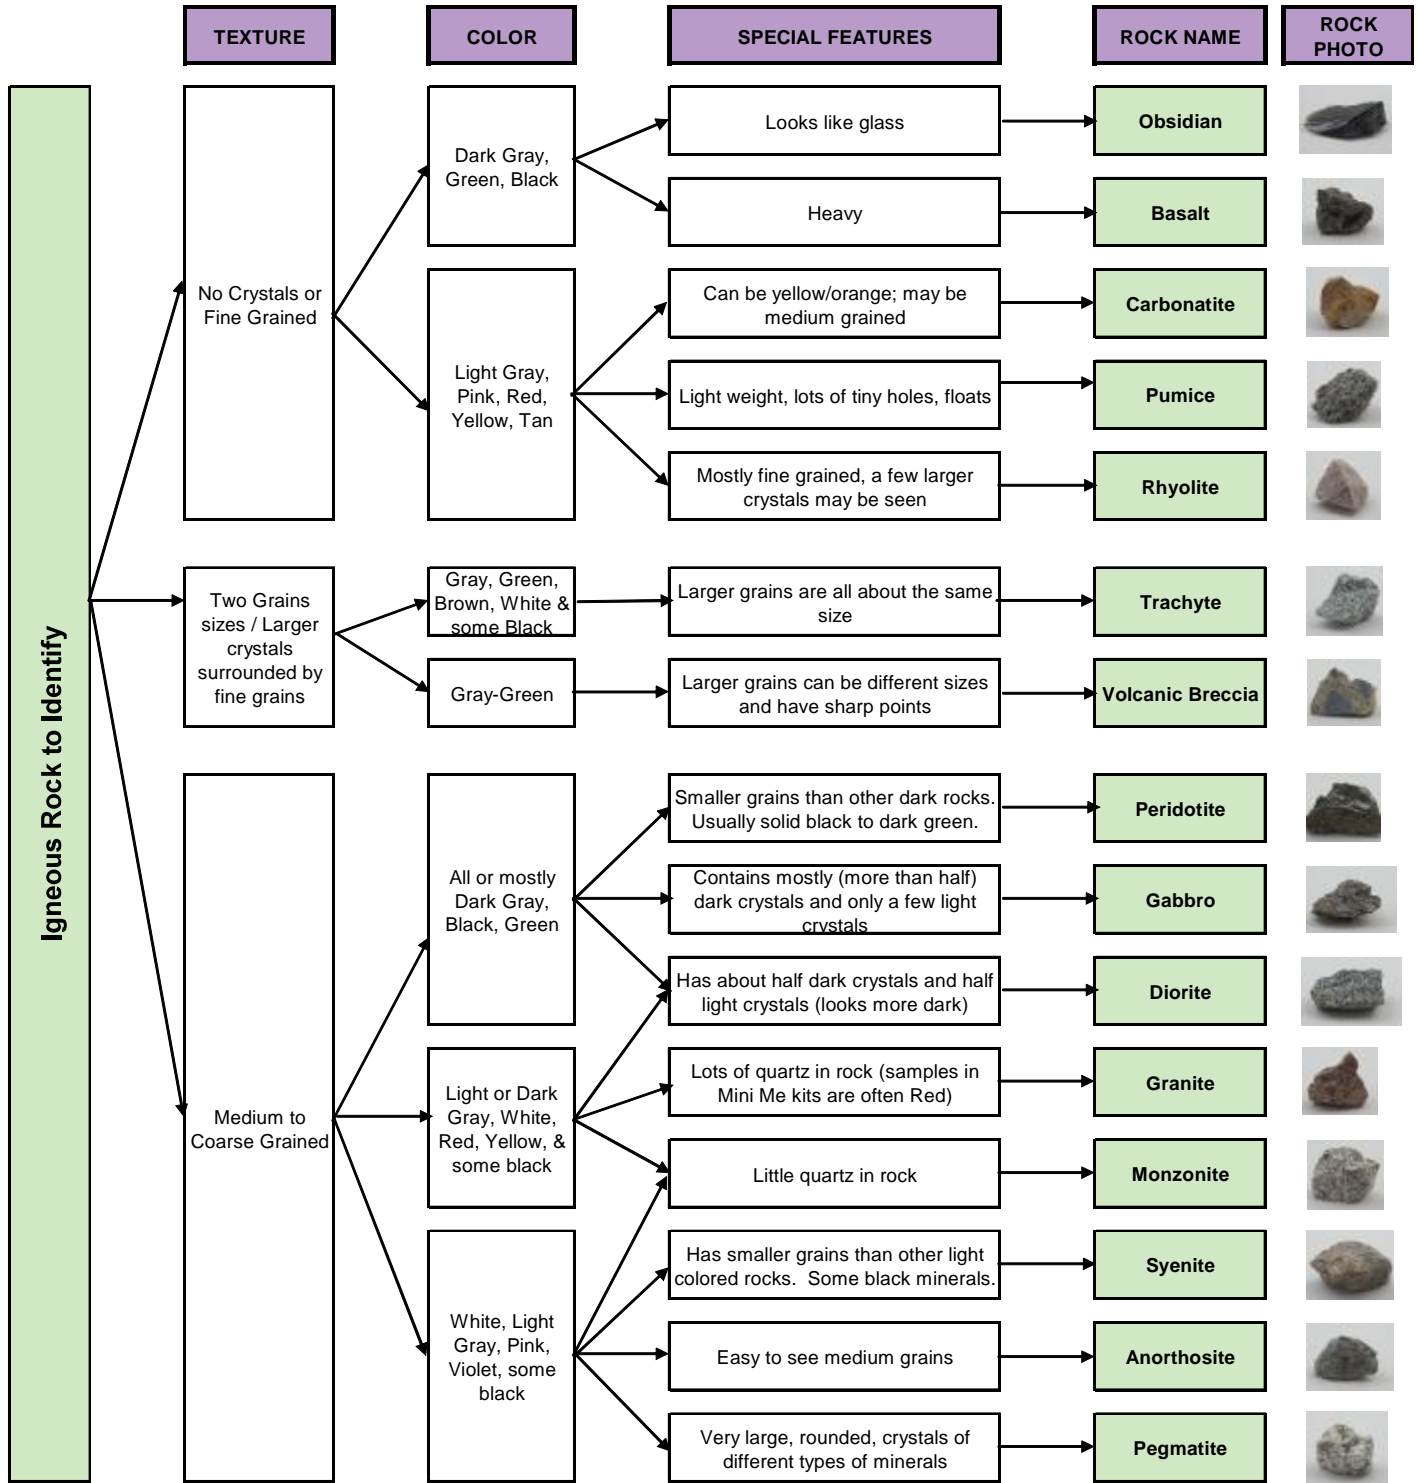 TEXTURE
COLOR
SPECIAL FEATURES
ROCK NAME
ROCK
PHOTO
Igneous Rock to Identify
No Crystals or
Fine Grained
Dark Gray,
Green, Black
Looks like glass
Obsidian
Heavy
Basalt
Light Gray,
Pink, Red,
Yellow, Tan
Can be yellow/orange; may be
medium grained
Carbonatite
Light weight, lots of tiny holes, floats
Pumice
Mostly fine grained, a few larger
crystals may be seen
Rhyolite
Two Grains
sizes / Larger
crystals
surrounded by
fine grains
Gray, Green,
Brown, White &
some Black
Larger grains are all about the same
size
Trachyte
Gray-Green
Larger grains can be different sizes
and have sharp points
Volcanic Breccia
Medium to
Coarse Grained
All or mostly
Dark Gray,
Black, Green
Smaller grains than other dark rocks.
Usually solid black to dark green.
Peridotite
Contains mostly (more than half)
dark crystals and only a few light
crystals
Gabbro
Has about half dark crystals and half
light crystals (looks more dark)
Diorite
Light or Dark
Gray, White,
Red, Yellow, &
some black
Lots of quartz in rock (samples in
Mini Me kits are often Red)
Granite
Little quartz in rock
Monzonite
White, Light
Gray, Pink,
Violet, some
black
Has smaller grains than other light
colored rocks.  Some black minerals.
Syenite
Easy to see medium grains
Anorthosite
Very large, rounded, crystals of
different types of minerals
Pegmatite